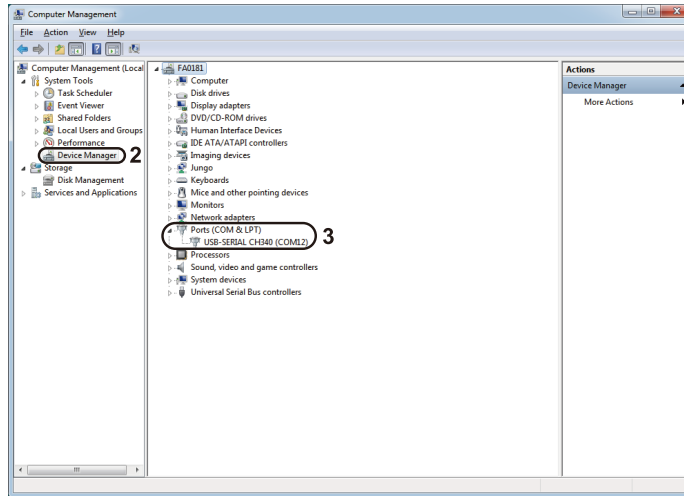 Computer Management
File Action View Help
Computer Management (Local
System Tools
Task Scheduler
Event Viewer
Shared Folders
Local Users and Groups
Performance
Device Manager
2
Storage
Disk Management
Services and Applications
FA0181
Computer
Disk drives
Display adapters
DVD/CD-ROM drives
Human Interface Devices
IDE ATA/ATAPI controllers
Imaging devices
Jungo
Keyboards
Mice and other pointing devices
Monitors
Network adapters
Ports (COM & LPT)
USB-SERIAL CH340 (COM12)
3
Processors
Sound, video and game controllers
System devices
Universal Serial Bus controllers
Actions
Device Manager
More Actions